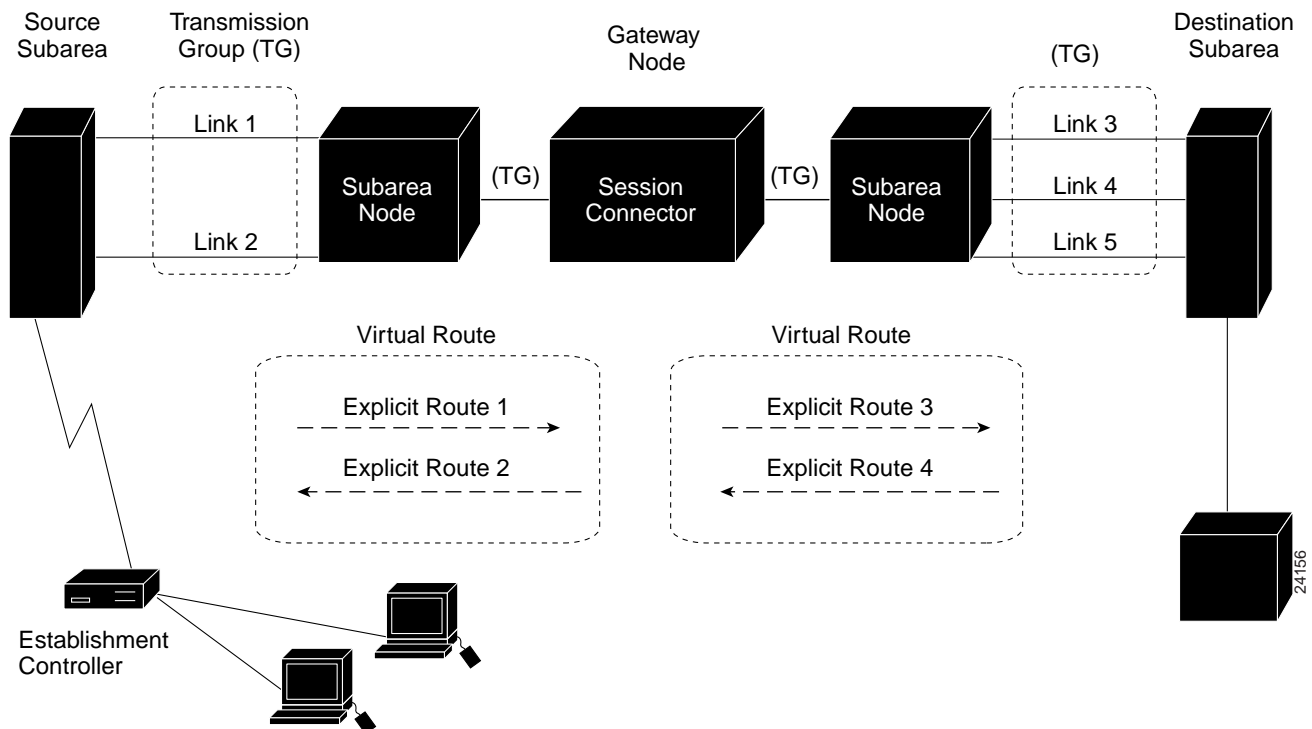 Source
Subarea
Transmission
Group (TG)
Gateway
Node
(TG)
Destination
Subarea
Link 1
Link 2
Subarea
Node
(TG)
Session
Connector
(TG)
Subarea
Node
Link 3
Link 4
Link 5
Virtual Route
Explicit Route 1
Explicit Route 2
Virtual Route
Explicit Route 3
Explicit Route 4
Establishment
Controller
24156